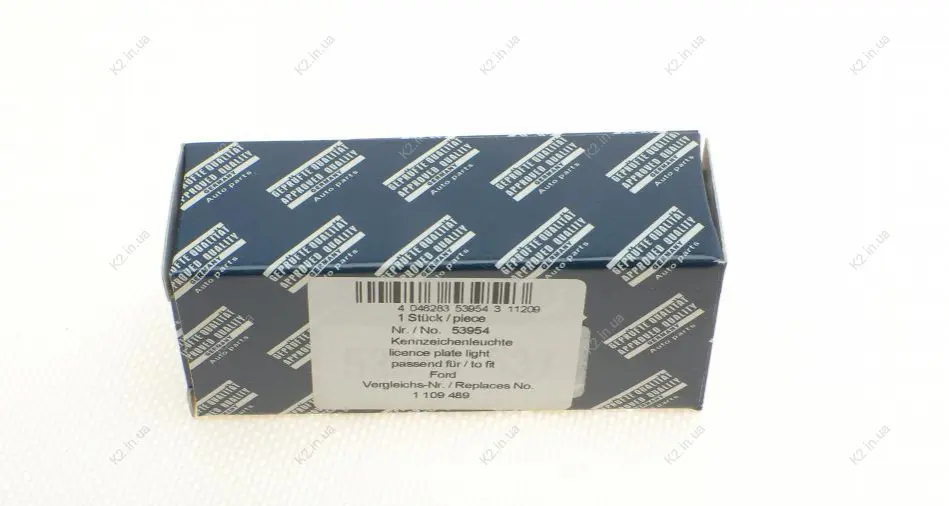 GEPRÜFTE QUALITÄT
APPROVED QUALITY
GERMANY
Auto parts
4 046283 53954 3 11209
1 Stück / piece
Nr. / No. 53954
Kennzeichenleuchte
licence plate light
passend für / to fit
Ford
Vergleichs-Nr. / Replaces No.
1 109 489
K2.in.ua